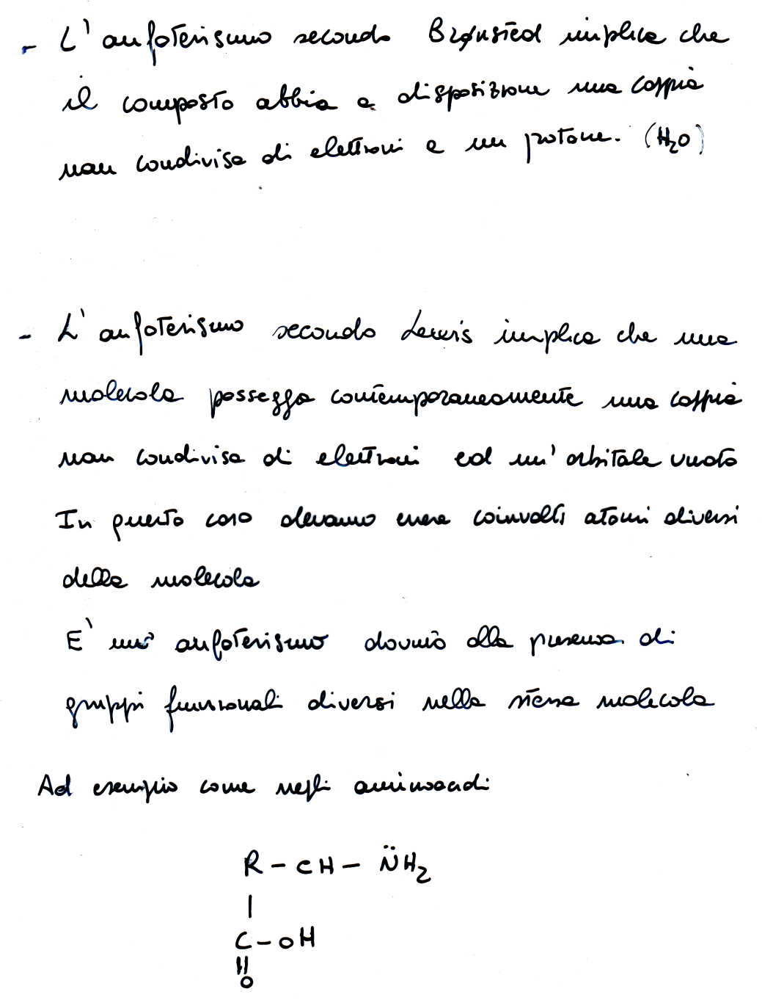 - L' anfoterismo secondo Brønsted implica che
il composto abbia a disposizione una coppia
non condivisa di elettroni e un protone. (H₂O)
- L' anfoterismo secondo Lewis implica che una
molecola possegga contemporaneamente una coppia
non condivisa di elettroni ed un' orbitale vuoto
In questo caso devono essere coinvolti atomi diversi
della molecola
E' un anfoterismo dovuto alla presenza di
gruppi funzionali diversi nella stessa molecola
Ad esempio come negli aminoacidi
R - CH - N̈H₂
|
C - OH
||
O